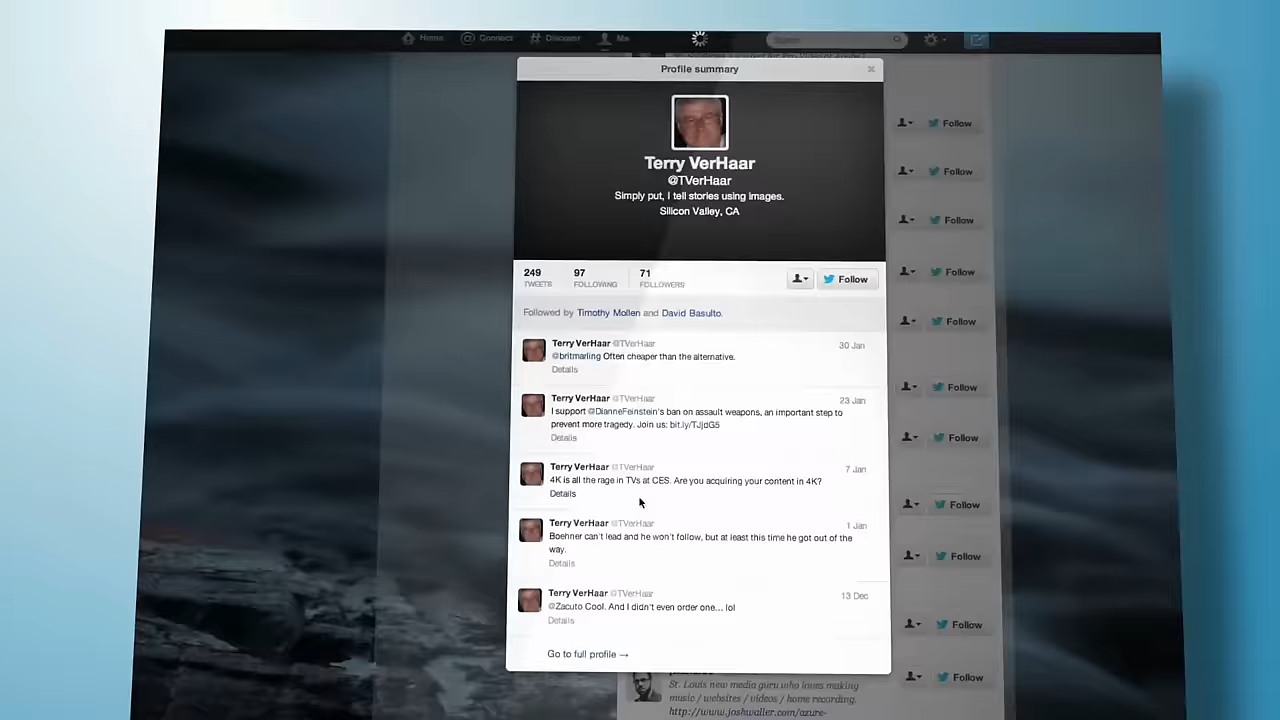 Home Connect Discover Me Search
Profile summary
Terry VerHaar
@TVerHaar
Simply put, I tell stories using images.
Silicon Valley, CA
249 97 71
TWEETS FOLLOWING FOLLOWERS
Follow
Followed by Timothy Mollen and David Basulto.
Terry VerHaar @TVerHaar 30 Jan
@britmarling Often cheaper than the alternative.
Details
Terry VerHaar @TVerHaar 23 Jan
I support @DianneFeinstein's ban on assault weapons, an important step to
prevent more tragedy. Join us: bit.ly/TJjdG5
Details
Terry VerHaar @TVerHaar 7 Jan
4K is all the rage in TVs at CES. Are you acquiring your content in 4K?
Details
Terry VerHaar @TVerHaar 1 Jan
Boehner can't lead and he won't follow, but at least this time he got out of the
way.
Details
Terry VerHaar @TVerHaar 13 Dec
@Zacuto Cool. And I didn't even order one... lol
Details
Go to full profile →
Follow
Follow
Follow
Follow
Follow
Follow
Follow
Follow
Follow
Follow
Follow
St. Louis new media guru who loves making
music / websites / videos / home recording.
http://www.joshwaller.com/azure-